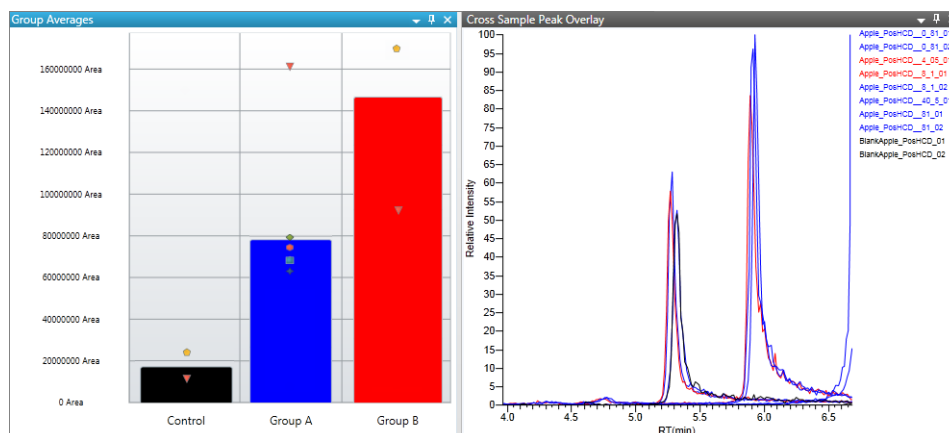 Group Averages
160000000 Area
140000000 Area
120000000 Area
100000000 Area
80000000 Area
60000000 Area
40000000 Area
20000000 Area
0 Area
Control Group A Group B
Cross Sample Peak Overlay
Relative Intensity
100
95
90
85
80
75
70
65
60
55
50
45
40
35
30
25
20
15
10
5
0
4.0 4.5 5.0 5.5 6.0 6.5
RT(min)
Apple_PosHCD__0_81_01
Apple_PosHCD__0_81_02
Apple_PosHCD__4_05_01
Apple_PosHCD__8_1_01
Apple_PosHCD__8_1_02
Apple_PosHCD__40_5_01
Apple_PosHCD__81_01
Apple_PosHCD__81_02
BlankApple_PosHCD_01
BlankApple_PosHCD_02